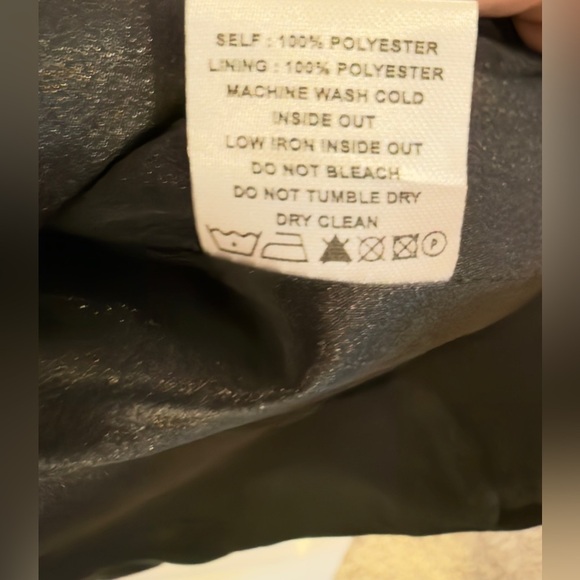 SELF : 100% POLYESTER
LINING : 100% POLYESTER
MACHINE WASH COLD
INSIDE OUT
LOW IRON INSIDE OUT
DO NOT BLEACH
DO NOT TUMBLE DRY
DRY CLEAN
P